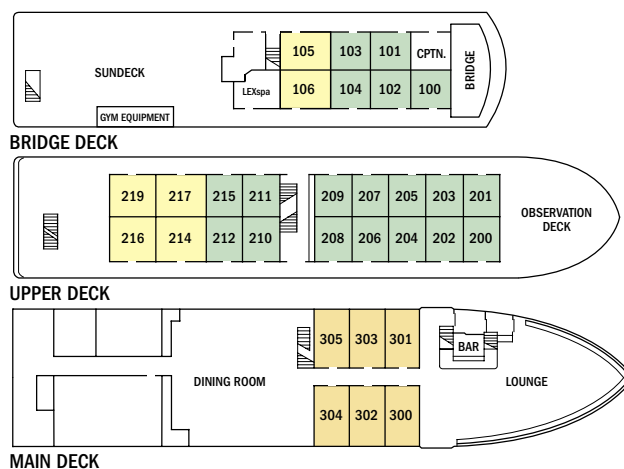 105 103 101 CPTN.
SUNDECK
BRIDGE
LEXspa 106 104 102 100
GYM EQUIPMENT
BRIDGE DECK
219 217 215 211 209 207 205 203 201
OBSERVATION
DECK
216 214 212 210 208 206 204 202 200
UPPER DECK
305 303 301
BAR
DINING ROOM
LOUNGE
304 302 300
MAIN DECK